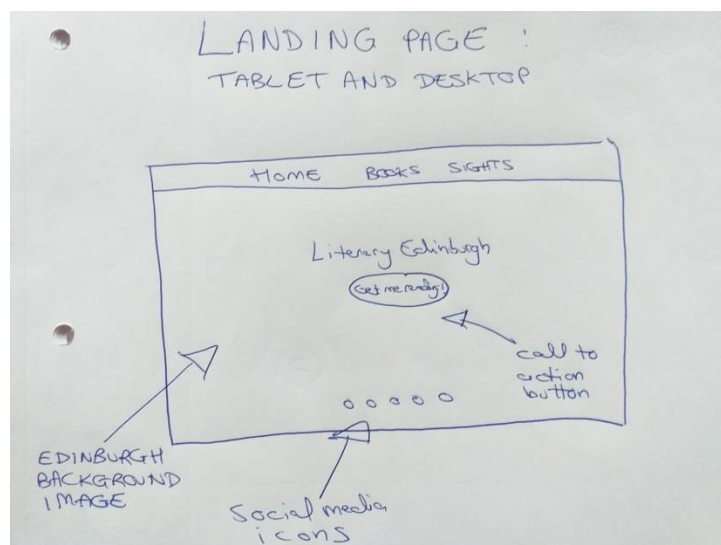 LANDING PAGE :
TABLET AND DESKTOP
HOME BOOKS SIGHTS
Literary Edinburgh
Get me reading!
call to
action
button
EDINBURGH
BACKGROUND
IMAGE
Social media
icons